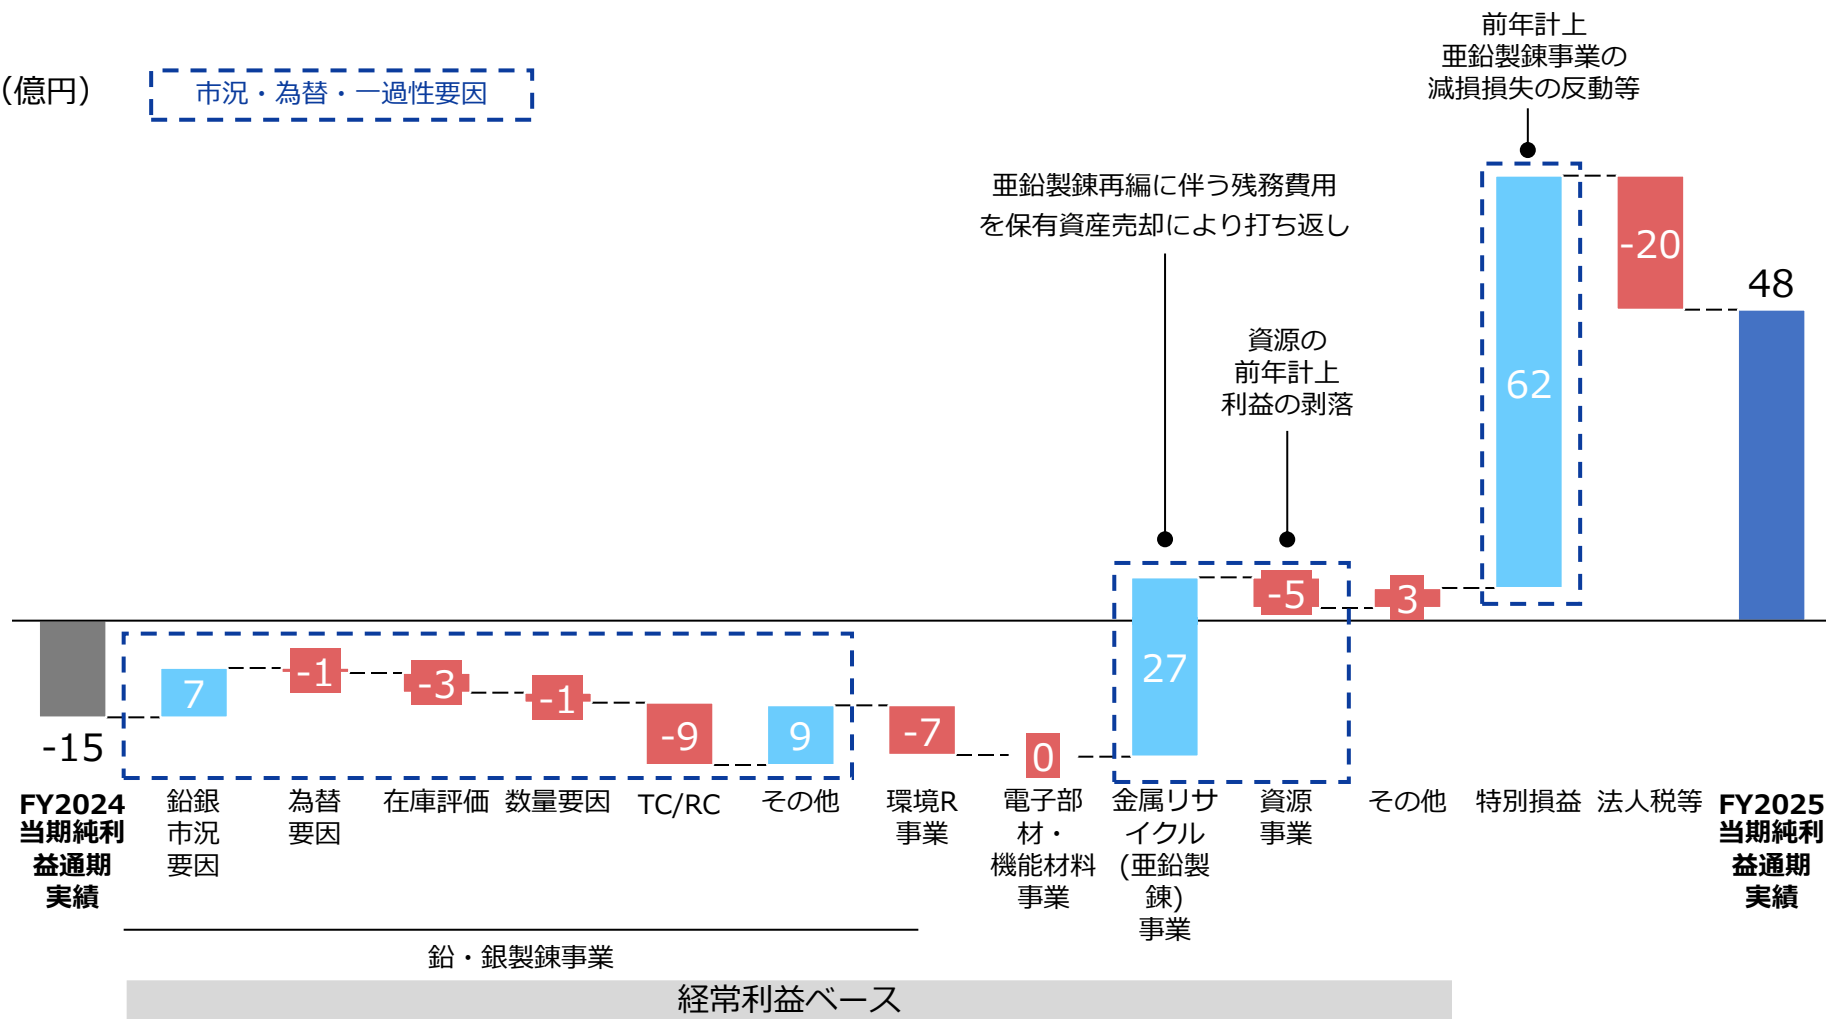 (億円)
市況・為替・一過性要因
前年計上
亜鉛製錬事業の
減損損失の反動等
亜鉛製錬再編に伴う残務費用
を保有資産売却により打ち返し
資源の
前年計上
利益の剥落
-15
7
-1
-3
-1
-9
9
-7
0
27
-5
3
62
-20
48
FY2024
当期純利
益通期
実績
鉛銀
市況
要因
為替
要因
在庫評価
数量要因
TC/RC
その他
環境R
事業
電子部
材・
機能材料
事業
金属リサ
イクル
(亜鉛製
錬)
事業
資源
事業
その他
特別損益
法人税等
FY2025
当期純利
益通期
実績
鉛・銀製錬事業
経常利益ベース